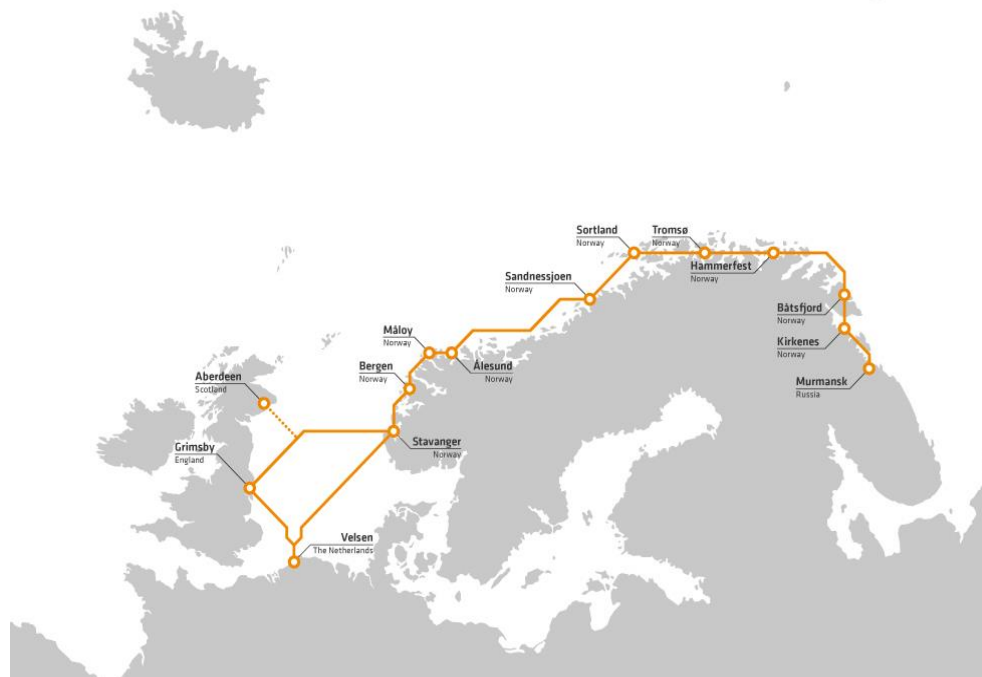 Sortland
Norway
Tromsø
Norway
Hammerfest
Norway
Sandnessjoen
Norway
Båtsfjord
Norway
Måloy
Norway
Kirkenes
Norway
Bergen
Norway
Ålesund
Norway
Aberdeen
Scotland
Murmansk
Russia
Grimsby
England
Stavanger
Norway
Velsen
The Netherlands